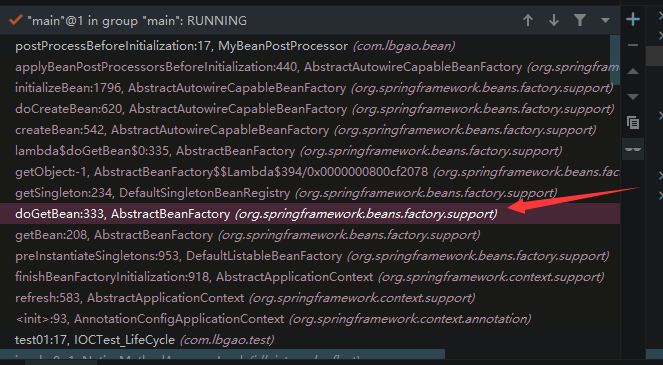 "main"@1 in group "main": RUNNING
postProcessBeforeInitialization:17, MyBeanPostProcessor (com.lbgao.bean)
applyBeanPostProcessorsBeforeInitialization:440, AbstractAutowireCapableBeanFactory (org.springfram
initializeBean:1796, AbstractAutowireCapableBeanFactory (org.springframework.beans.factory.support)
doCreateBean:620, AbstractAutowireCapableBeanFactory (org.springframework.beans.factory.support)
createBean:542, AbstractAutowireCapableBeanFactory (org.springframework.beans.factory.support)
lambda$doGetBean$0:335, AbstractBeanFactory (org.springframework.beans.factory.support)
getObject:-1, AbstractBeanFactory$$Lambda$394/0x0000000800cf2078 (org.springframework.beans.fac
getSingleton:234, DefaultSingletonBeanRegistry (org.springframework.beans.factory.support)
doGetBean:333, AbstractBeanFactory (org.springframework.beans.factory.support)
getBean:208, AbstractBeanFactory (org.springframework.beans.factory.support)
preInstantiateSingletons:953, DefaultListableBeanFactory (org.springframework.beans.factory.support)
finishBeanFactoryInitialization:918, AbstractApplicationContext (org.springframework.context.support)
refresh:583, AbstractApplicationContext (org.springframework.context.support)
<init>:93, AnnotationConfigApplicationContext (org.springframework.context.annotation)
test01:17, IOCTest_LifeCycle (com.lbgao.test)